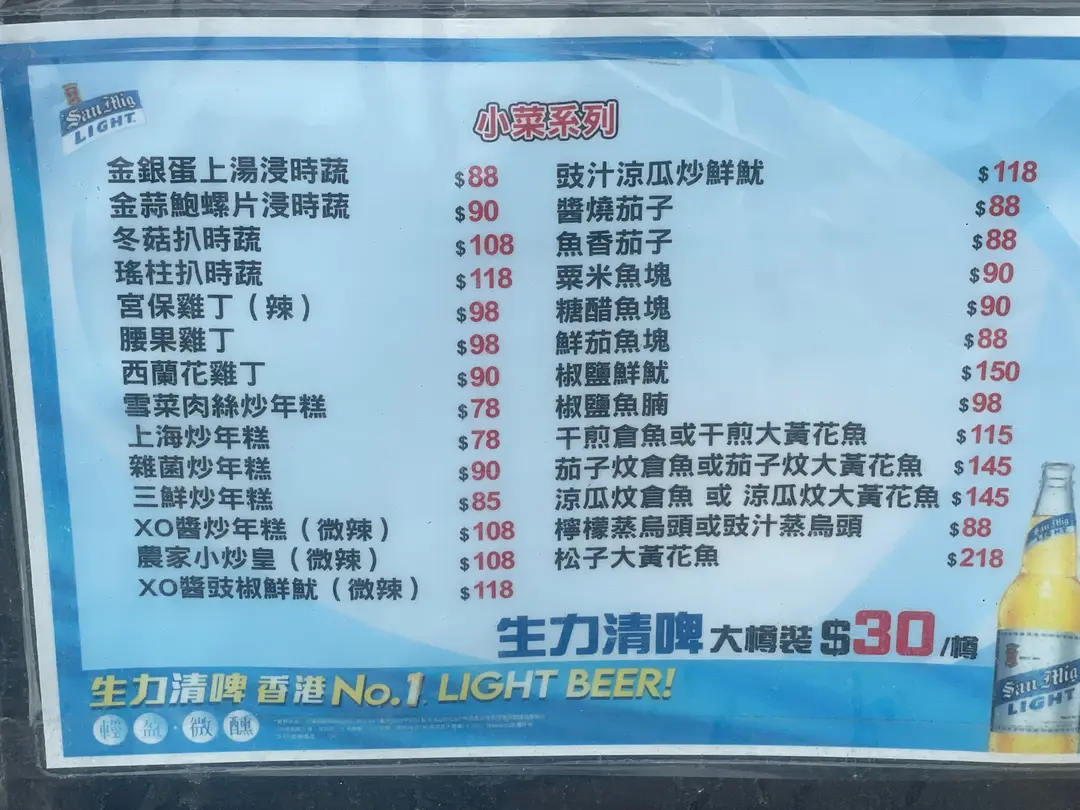 San Mig
LIGHT
小菜系列
金銀蛋上湯浸時蔬 $88
金蒜鮑螺片浸時蔬 $90
冬菇扒時蔬 $108
瑤柱扒時蔬 $118
宮保雞丁（辣） $98
腰果雞丁 $98
西蘭花雞丁 $90
雪菜肉絲炒年糕 $78
上海炒年糕 $78
雜菌炒年糕 $90
三鮮炒年糕 $85
XO醬炒年糕（微辣） $108
農家小炒皇（微辣） $108
XO醬豉椒鮮魷（微辣） $118
豉汁涼瓜炒鮮魷 $118
醬燒茄子 $88
魚香茄子 $88
粟米魚塊 $90
糖醋魚塊 $90
鮮茄魚塊 $88
椒鹽鮮魷 $150
椒鹽魚腩 $98
干煎倉魚或干煎大黃花魚 $115
茄子炆倉魚或茄子炆大黃花魚 $145
涼瓜炆倉魚 或 涼瓜炆大黃花魚 $145
檸檬蒸烏頭或豉汁蒸烏頭 $88
松子大黃花魚 $218
生力清啤 大樽裝 $30/樽
生力清啤 香港 No.1 LIGHT BEER!
輕盈·微醺
San Mig
LIGHT
San Mig
LIGHT